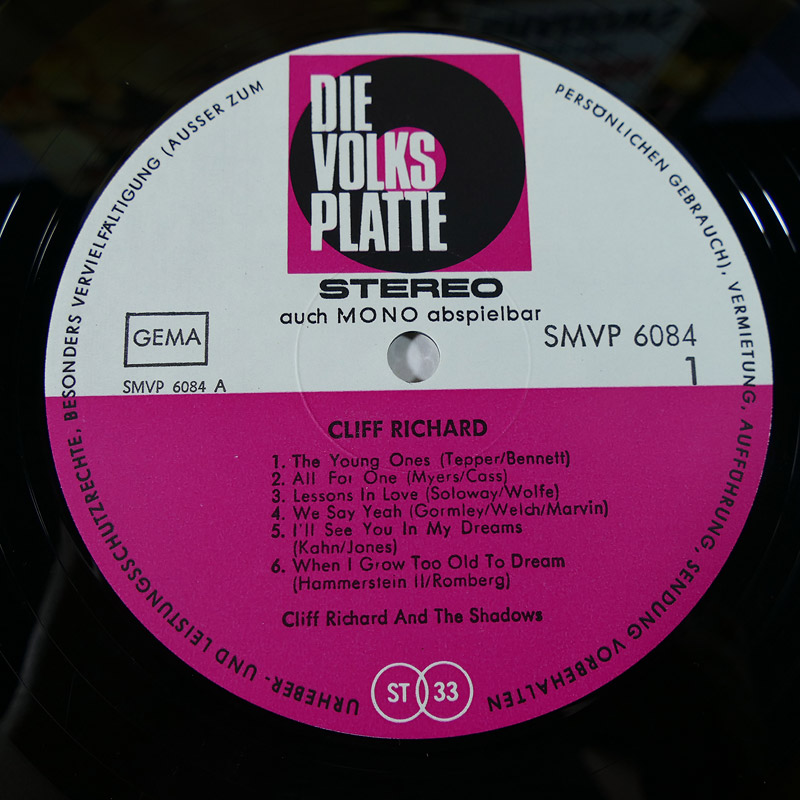 DIE
VOLKS
PLATTE
STEREO
auch MONO abspielbar
GEMA
SMVP 6084
SMVP 6084 A
1
CLIFF RICHARD
1. The Young Ones (Tepper/Bennett)
2. All For One (Myers/Cass)
3. Lessons In Love (Soloway/Wolfe)
4. We Say Yeah (Gormley/Welch/Marvin)
5. I'll See You In My Dreams
(Kahn/Jones)
6. When I Grow Too Old To Dream
(Hammerstein II/Romberg)
Cliff Richard And The Shadows
ST 33
URHEBER- UND LEISTUNGSSCHUTZRECHTE, BESONDERS VERVIELFÄLTIGUNG (AUSSER ZUM
PERSÖNLICHEN GEBRAUCH), VERMIETUNG, AUFFÜHRUNG, SENDUNG VORBEHALTEN